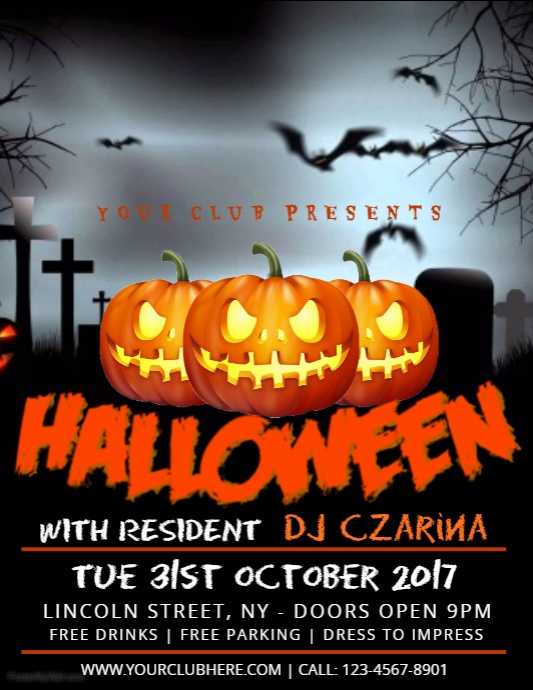 YOUR CLUB PRESENTS
HALLOWEEN
WITH RESIDENT DJ CZARINA
TUE 31ST OCTOBER 2017
LINCOLN STREET, NY - DOORS OPEN 9PM
FREE DRINKS | FREE PARKING | DRESS TO IMPRESS
WWW.YOURCLUBHERE.COM | CALL: 123-4567-8901